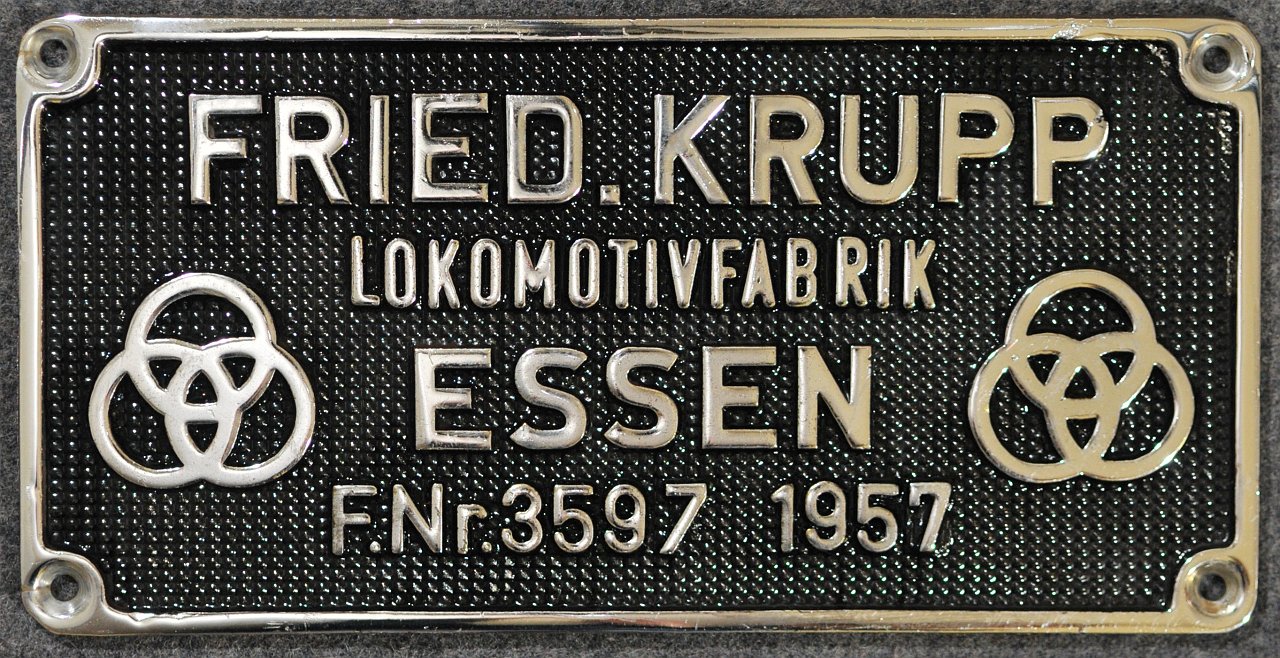 FRIED. KRUPP
LOKOMOTIVFABRIK
ESSEN
F.Nr.3597 1957